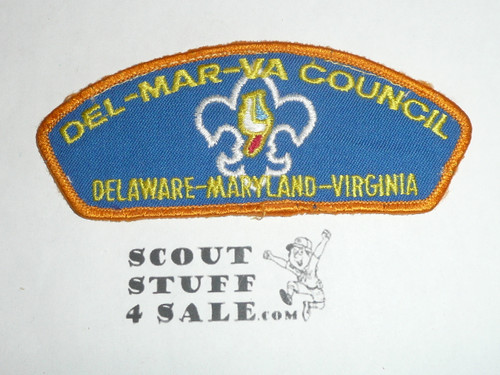 DEL-MAR-VA COUNCIL
DELAWARE-MARYLAND-VIRGINIA
SCOUT
STUFF
4 SALE.COM